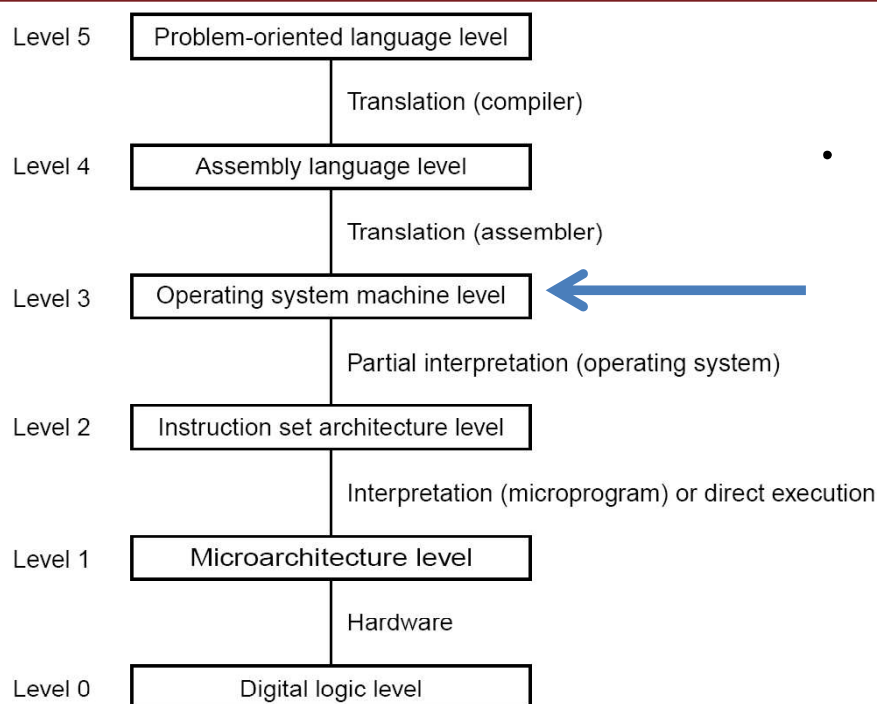 Level 5 Problem-oriented language level
Translation (compiler)
Level 4 Assembly language level
•
Translation (assembler)
Level 3 Operating system machine level
Partial interpretation (operating system)
Level 2 Instruction set architecture level
Interpretation (microprogram) or direct execution
Level 1 Microarchitecture level
Hardware
Level 0 Digital logic level